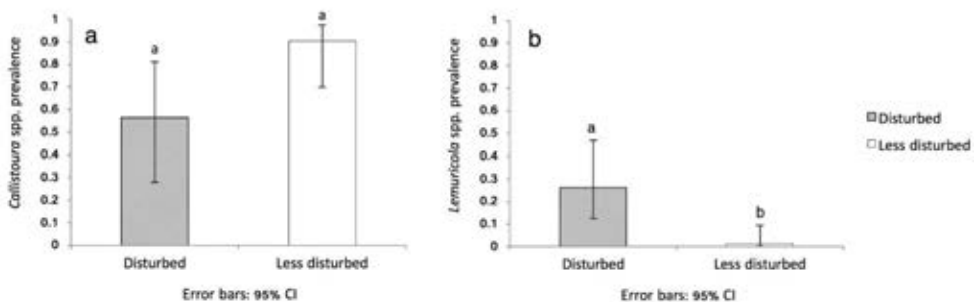 a
Callistoura spp. prevalence
1
0.9
0.8
0.7
0.6
0.5
0.4
0.3
0.2
0.1
0
a
a
Disturbed
Less disturbed
Error bars: 95% CI
b
Lemuricola spp. prevalence
1
0.9
0.8
0.7
0.6
0.5
0.4
0.3
0.2
0.1
0
a
b
Disturbed
Less disturbed
Error bars: 95% CI
Disturbed
Less disturbed